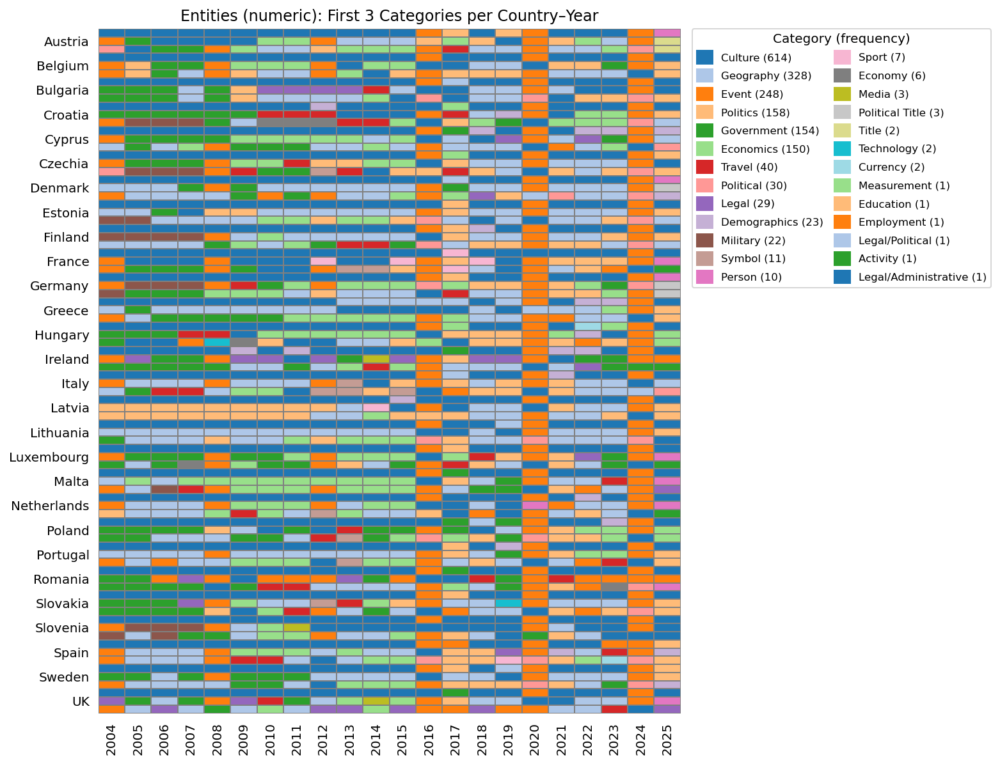 Entities (numeric): First 3 Categories per Country–Year
Austria
Belgium
Bulgaria
Croatia
Cyprus
Czechia
Denmark
Estonia
Finland
France
Germany
Greece
Hungary
Ireland
Italy
Latvia
Lithuania
Luxembourg
Malta
Netherlands
Poland
Portugal
Romania
Slovakia
Slovenia
Spain
Sweden
UK
2004 2005 2006 2007 2008 2009 2010 2011 2012 2013 2014 2015 2016 2017 2018 2019 2020 2021 2022 2023 2024 2025
Category (frequency)
Culture (614)
Geography (328)
Event (248)
Politics (158)
Government (154)
Economics (150)
Travel (40)
Political (30)
Legal (29)
Demographics (23)
Military (22)
Symbol (11)
Person (10)
Sport (7)
Economy (6)
Media (3)
Political Title (3)
Title (2)
Technology (2)
Currency (2)
Measurement (1)
Education (1)
Employment (1)
Legal/Political (1)
Activity (1)
Legal/Administrative (1)